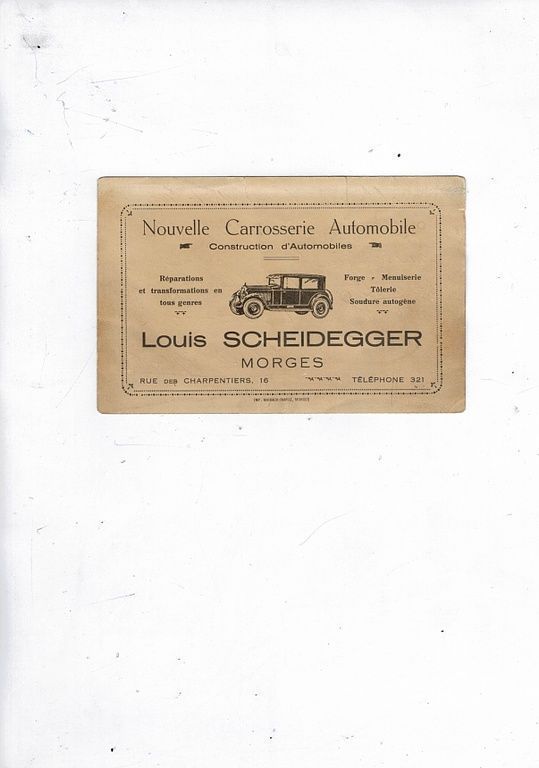 Nouvelle Carrosserie Automobile
Construction d'Automobiles
Réparations
et transformations en
tous genres
Forge - Menuiserie
Tôlerie
Soudure autogène
Louis SCHEIDEGGER
MORGES
RUE DES CHARPENTIERS, 16
TÉLÉPHONE 321